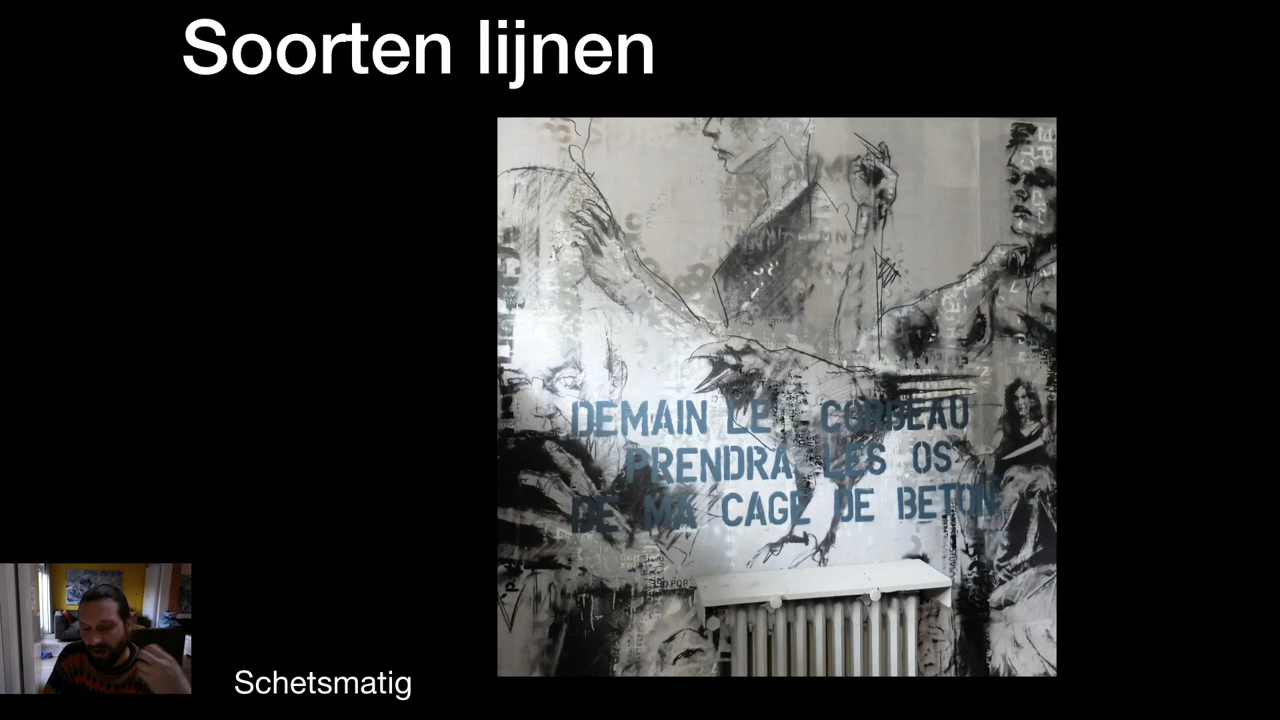 Soorten lijnen
DEMAIN LE CORBEAU
PRENDRA LES OS
DE MA CAGE DE BETON
Schetsmatig